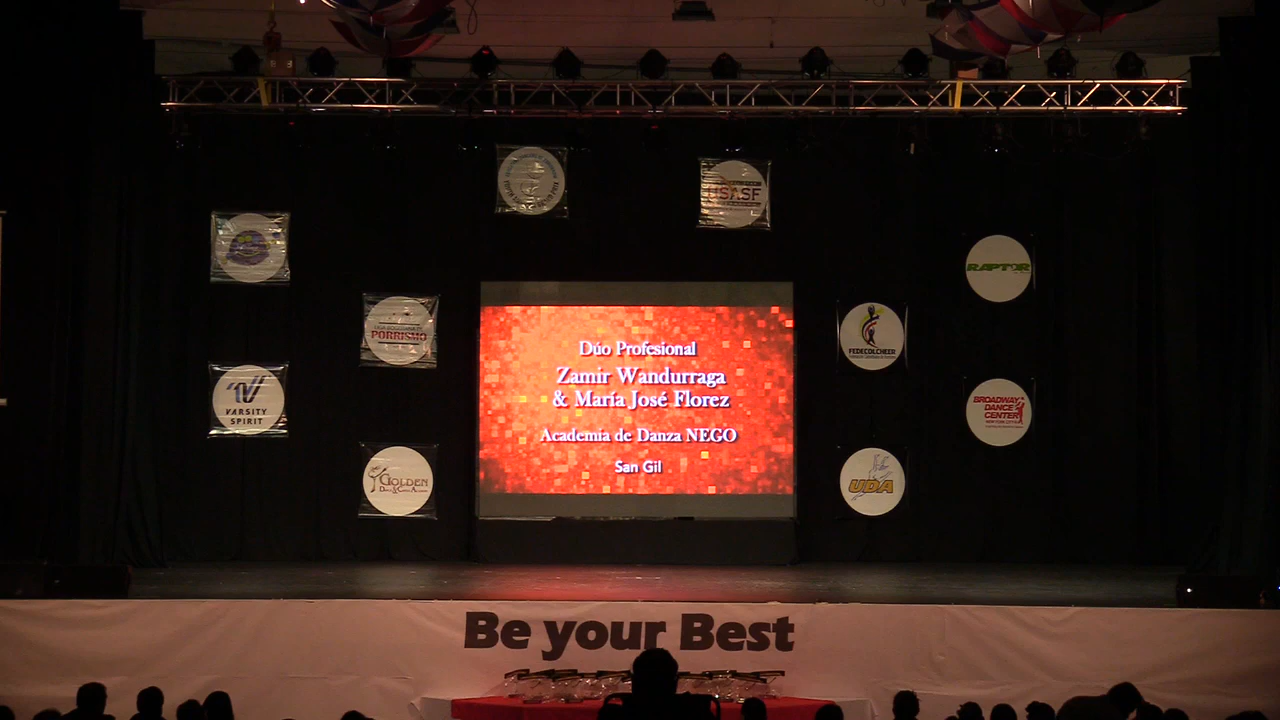 USASF
RAPTOR
PORRISMO
FEDECOLCHEER
Dúo Profesional
Zamir Wandurraga
& María José Florez
Academia de Danza NEGO
San Gil
VARSITY
SPIRIT
BROADWAY
DANCE
CENTER
GOLDEN
UDA
Be your Best